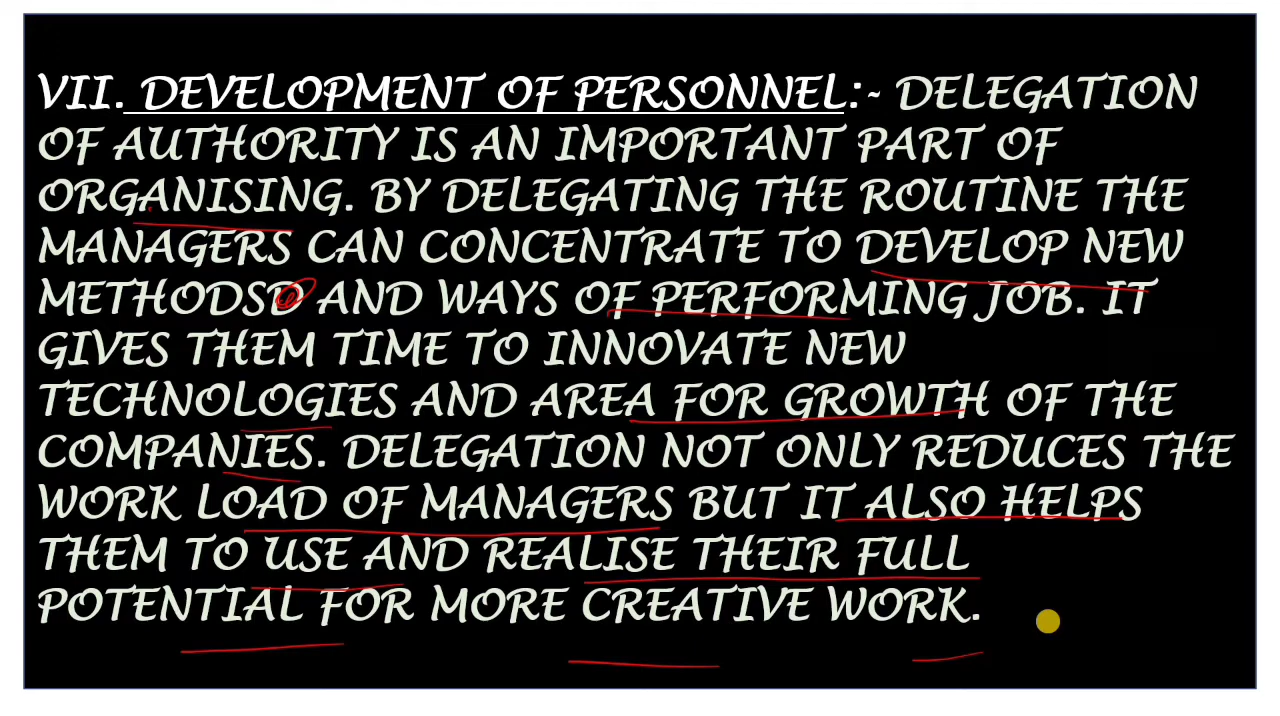 VII. DEVELOPMENT OF PERSONNEL:- DELEGATION
OF AUTHORITY IS AN IMPORTANT PART OF
ORGANISING. BY DELEGATING THE ROUTINE THE
MANAGERS CAN CONCENTRATE TO DEVELOP NEW
METHODSD AND WAYS OF PERFORMING JOB. IT
GIVES THEM TIME TO INNOVATE NEW
TECHNOLOGIES AND AREA FOR GROWTH OF THE
COMPANIES. DELEGATION NOT ONLY REDUCES THE
WORK LOAD OF MANAGERS BUT IT ALSO HELPS
THEM TO USE AND REALISE THEIR FULL
POTENTIAL FOR MORE CREATIVE WORK.